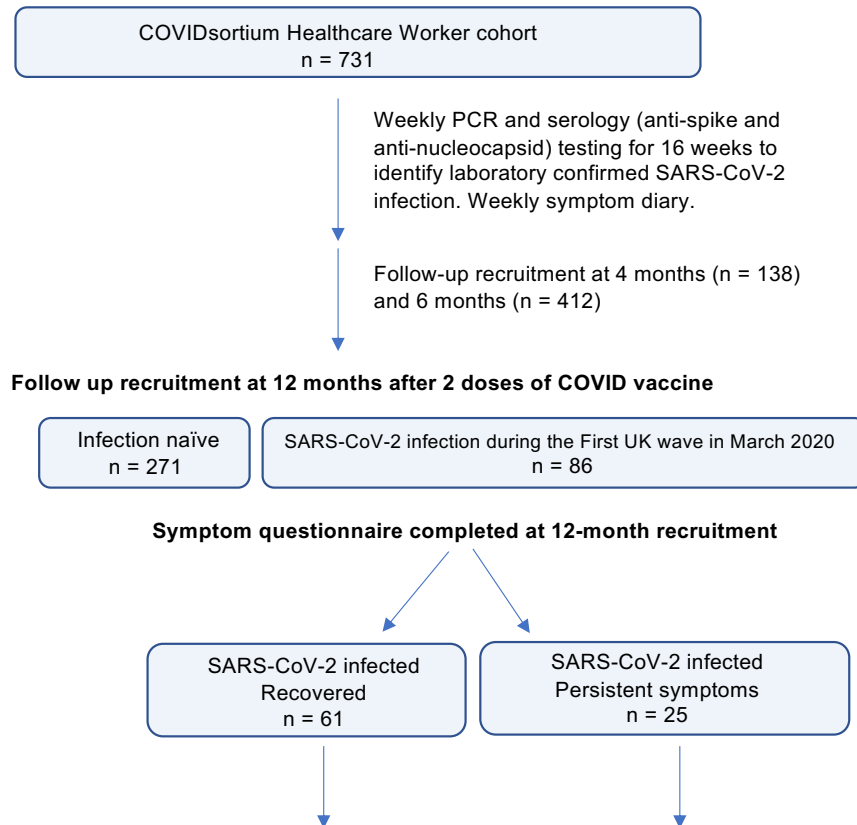 COVIDsortium Healthcare Worker cohort
n = 731
Weekly PCR and serology (anti-spike and
anti-nucleocapsid) testing for 16 weeks to
identify laboratory confirmed SARS-CoV-2
infection. Weekly symptom diary.
Follow-up recruitment at 4 months (n = 138)
and 6 months (n = 412)
Follow up recruitment at 12 months after 2 doses of COVID vaccine
Infection naïve
n = 271
SARS-CoV-2 infection during the First UK wave in March 2020
n = 86
Symptom questionnaire completed at 12-month recruitment
SARS-CoV-2 infected
Recovered
n = 61
SARS-CoV-2 infected
Persistent symptoms
n = 25